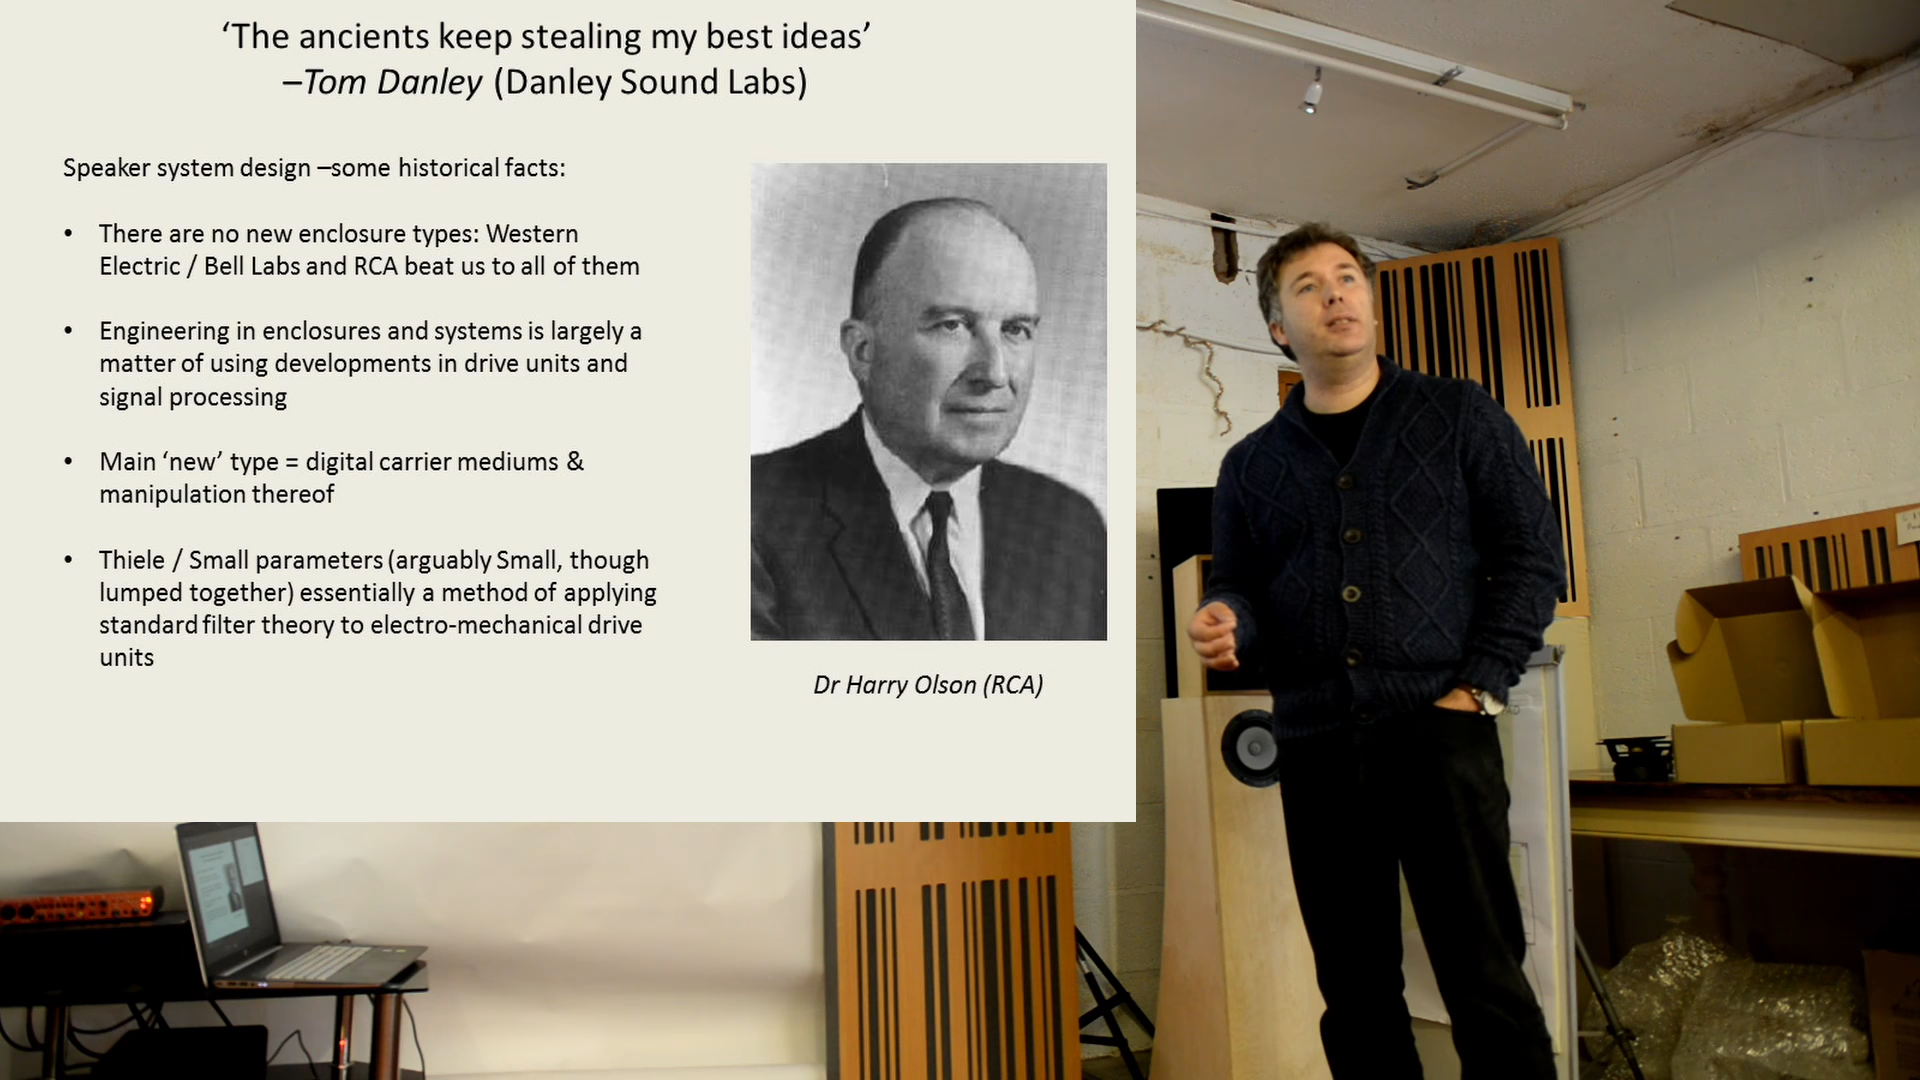 ‘The ancients keep stealing my best ideas’
–Tom Danley (Danley Sound Labs)
Speaker system design –some historical facts:
• There are no new enclosure types: Western
Electric / Bell Labs and RCA beat us to all of them
• Engineering in enclosures and systems is largely a
matter of using developments in drive units and
signal processing
• Main ‘new’ type = digital carrier mediums &
manipulation thereof
• Thiele / Small parameters (arguably Small, though
lumped together) essentially a method of applying
standard filter theory to electro-mechanical drive
units
Dr Harry Olson (RCA)